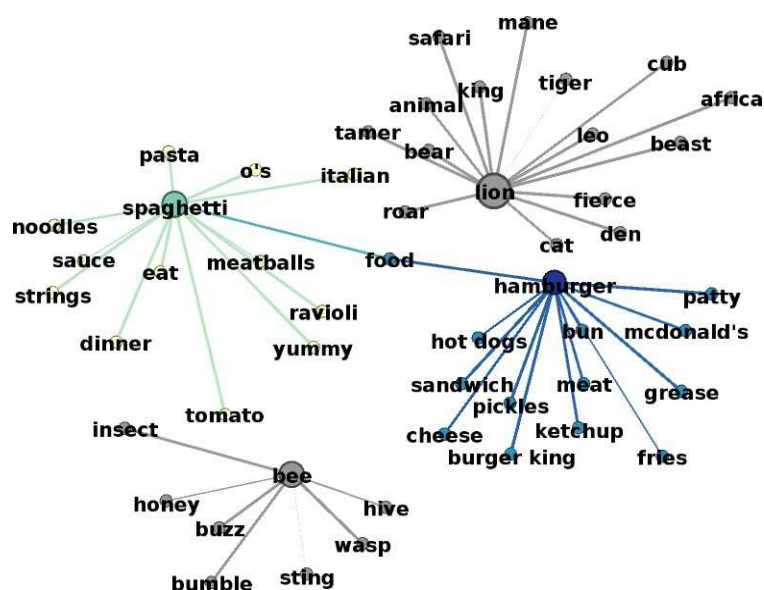 mane
safari
cub
tiger
king
africa
animal
tamer
leo
beast
bear
pasta
o's
italian
lion
fierce
spaghetti
roar
noodles
den
cat
sauce
eat
meatballs
food
hamburger
strings
patty
ravioli
bun
mcdonald's
dinner
hot dogs
yummy
sandwich
meat
grease
pickles
tomato
insect
cheese
ketchup
burger king
fries
bee
honey
hive
buzz
wasp
bumble
sting